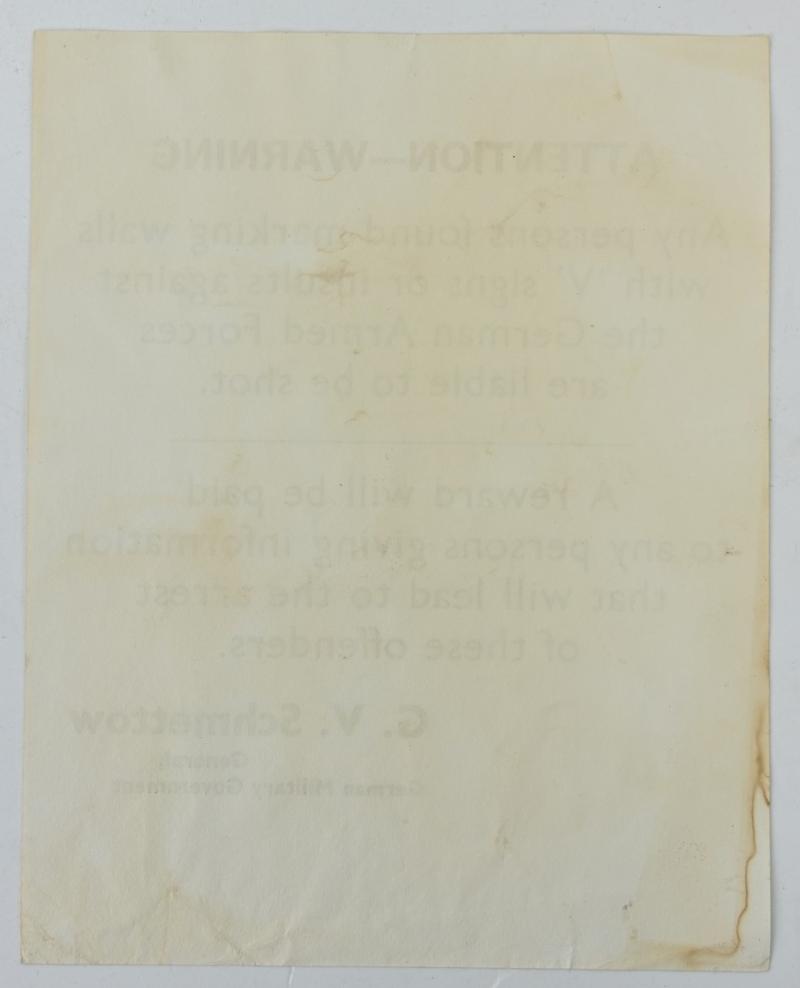 ATTENTION—WARNING
Any persons found marking walls
with 'V' signs or insults against
the German Armed Forces
are liable to be shot.
A reward will be paid
to any persons giving information
that will lead to the arrest
of these offenders.
G. V. Schmettow
General,
German Military Government